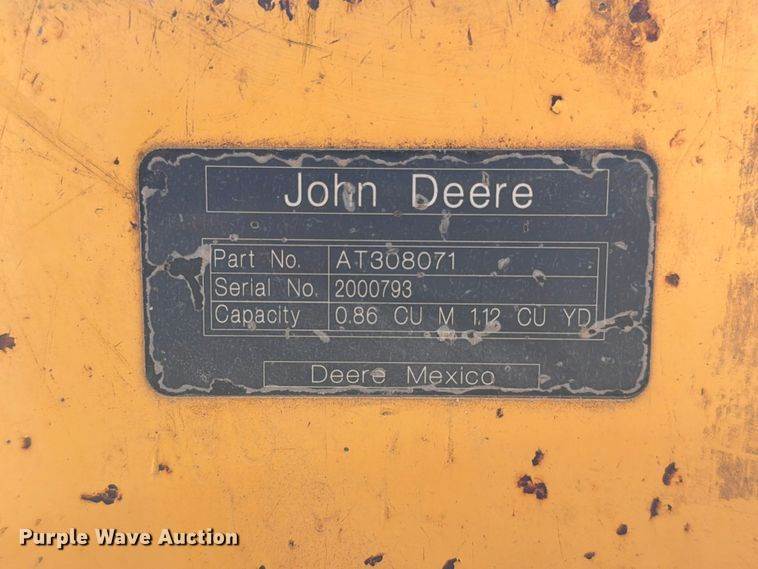 John Deere
Part No. AT308071
Serial No. 2000793
Capacity 0.86 CU M 1.12 CU YD
Deere Mexico
Purple Wave Auction